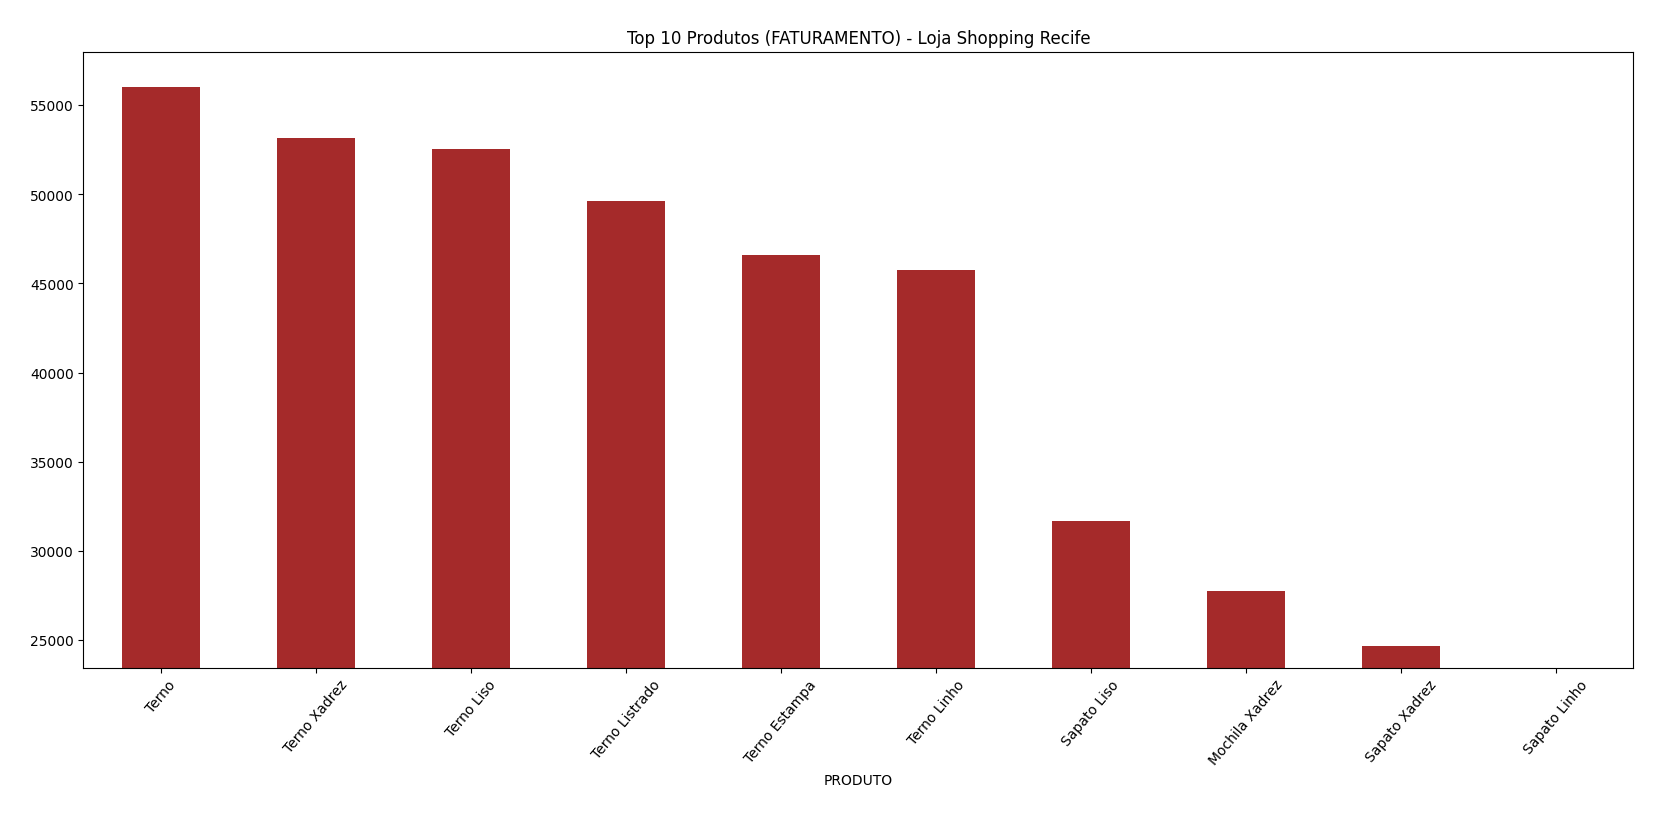 Top 10 Produtos (FATURAMENTO) - Loja Shopping Recife
55000
50000
45000
40000
35000
30000
25000
Terno
Terno Xadrez
Terno Liso
Terno Listrado
Terno Estampa
Terno Linho
Sapato Liso
Mochila Xadrez
Sapato Xadrez
Sapato Linho
PRODUTO